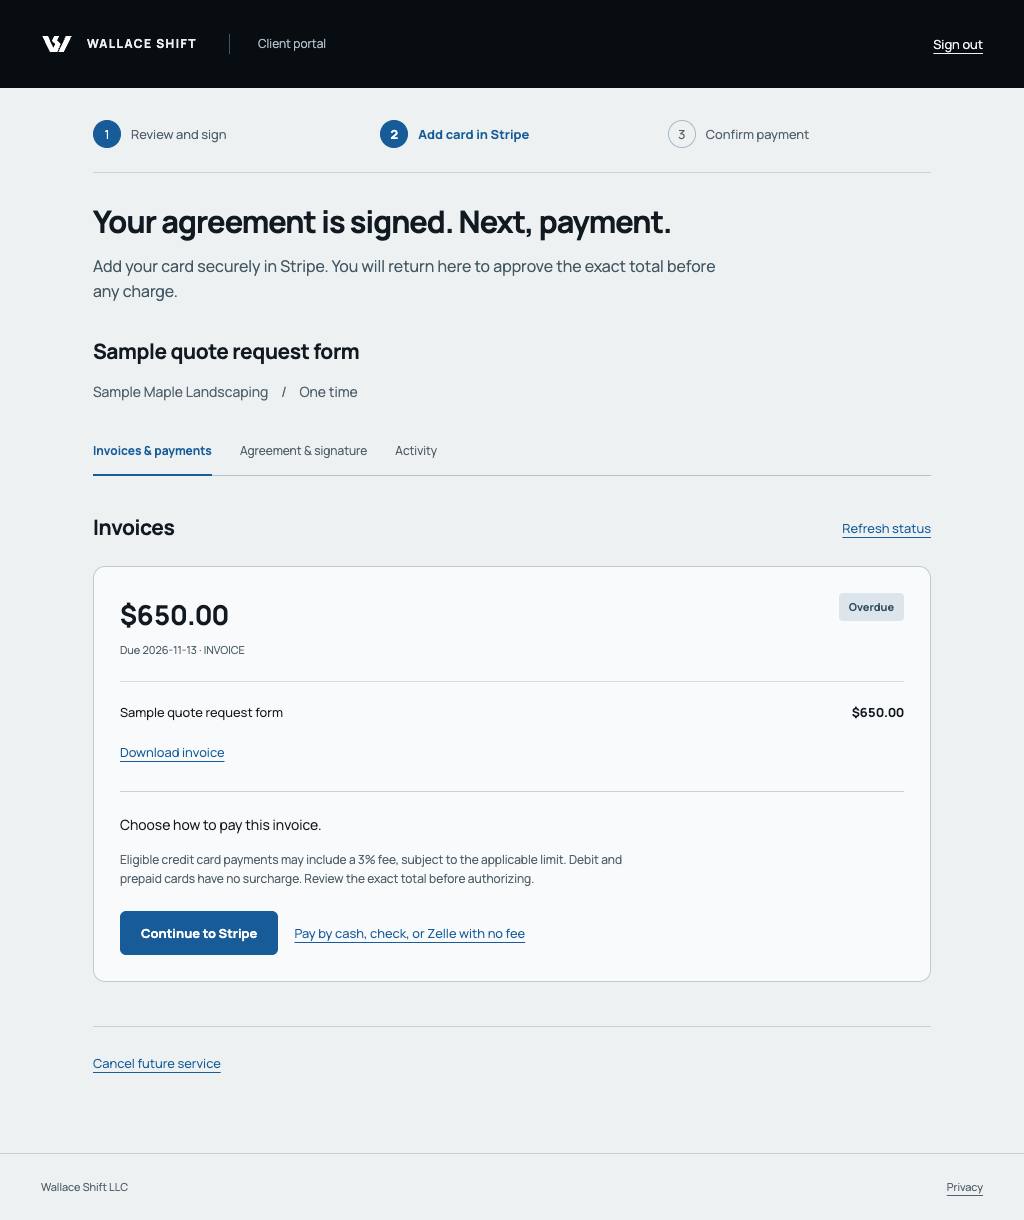 WALLACE SHIFT
Client portal
Sign out
1 Review and sign
2 Add card in Stripe
3 Confirm payment
Your agreement is signed. Next, payment.
Add your card securely in Stripe. You will return here to approve the exact total before
any charge.
Sample quote request form
Sample Maple Landscaping / One time
Invoices & payments
Agreement & signature
Activity
Invoices
Refresh status
$650.00
Overdue
Due 2026-11-13 · INVOICE
Sample quote request form
$650.00
Download invoice
Choose how to pay this invoice.
Eligible credit card payments may include a 3% fee, subject to the applicable limit. Debit and
prepaid cards have no surcharge. Review the exact total before authorizing.
Continue to Stripe
Pay by cash, check, or Zelle with no fee
Cancel future service
Wallace Shift LLC
Privacy